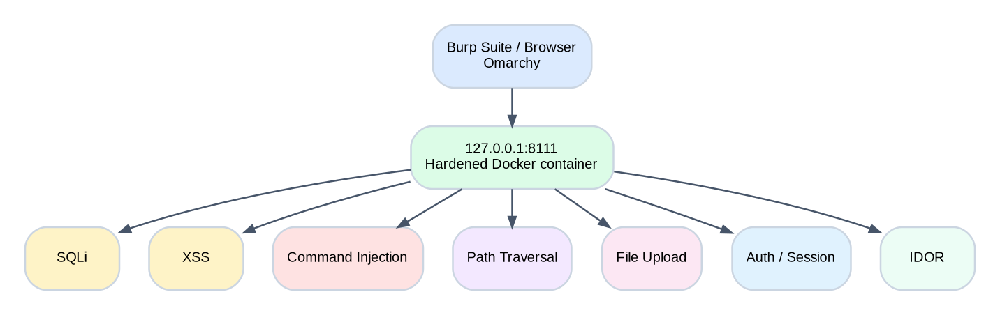 Burp Suite / Browser
Omarchy
127.0.0.1:8111
Hardened Docker container
SQLi
XSS
Command Injection
Path Traversal
File Upload
Auth / Session
IDOR